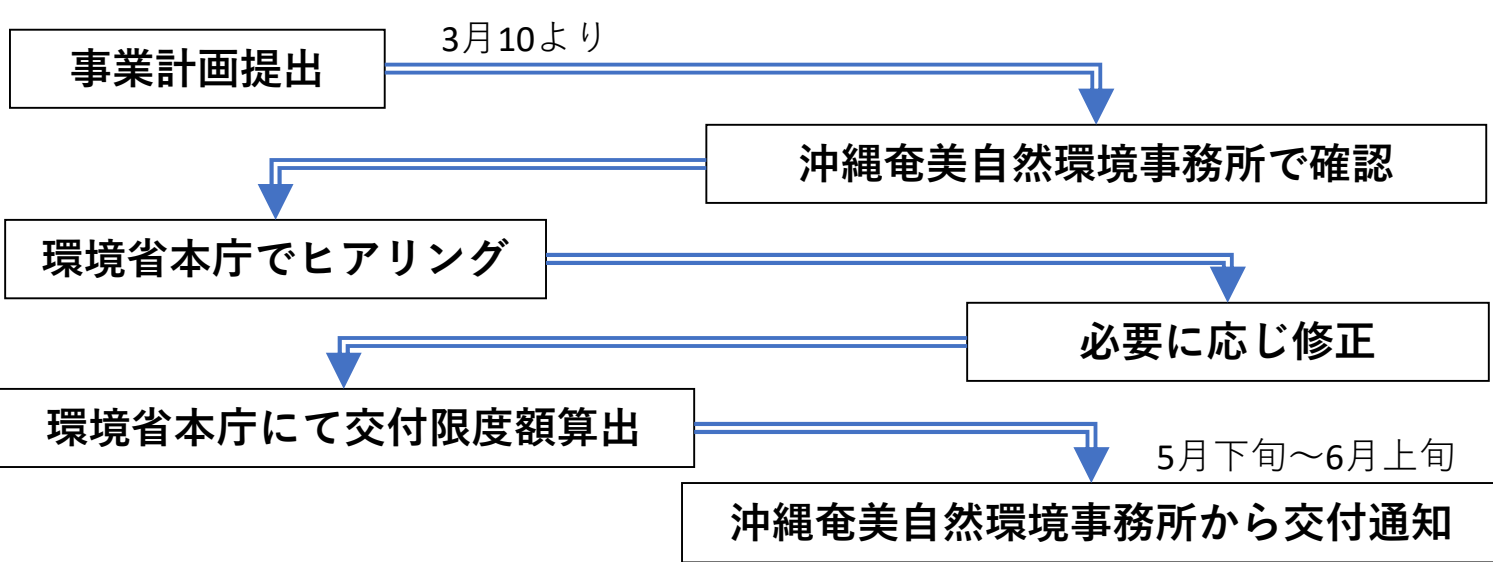 3月10より
事業計画提出
沖縄奄美自然環境事務所で確認
環境省本庁でヒアリング
必要に応じ修正
環境省本庁にて交付限度額算出
5月下旬~6月上旬
沖縄奄美自然環境事務所から交付通知